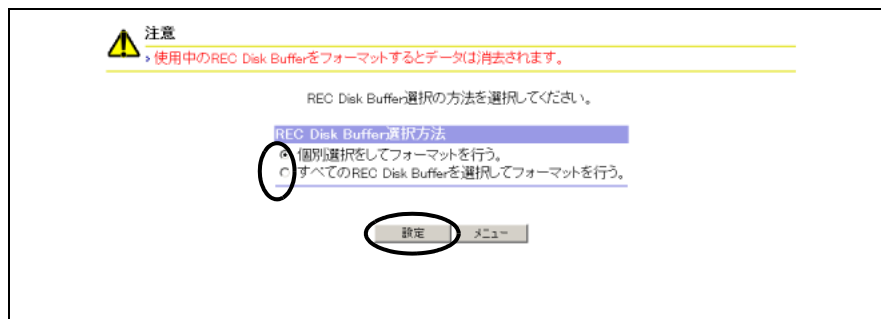 注意
使用中のREC Disk Bufferをフォーマットするとデータは消去されます。
REC Disk Buffer選択の方法を選択してください。
REC Disk Buffer選択方法
個別選択をしてフォーマットを行う。
すべてのREC Disk Bufferを選択してフォーマットを行う。
設定 メニュー